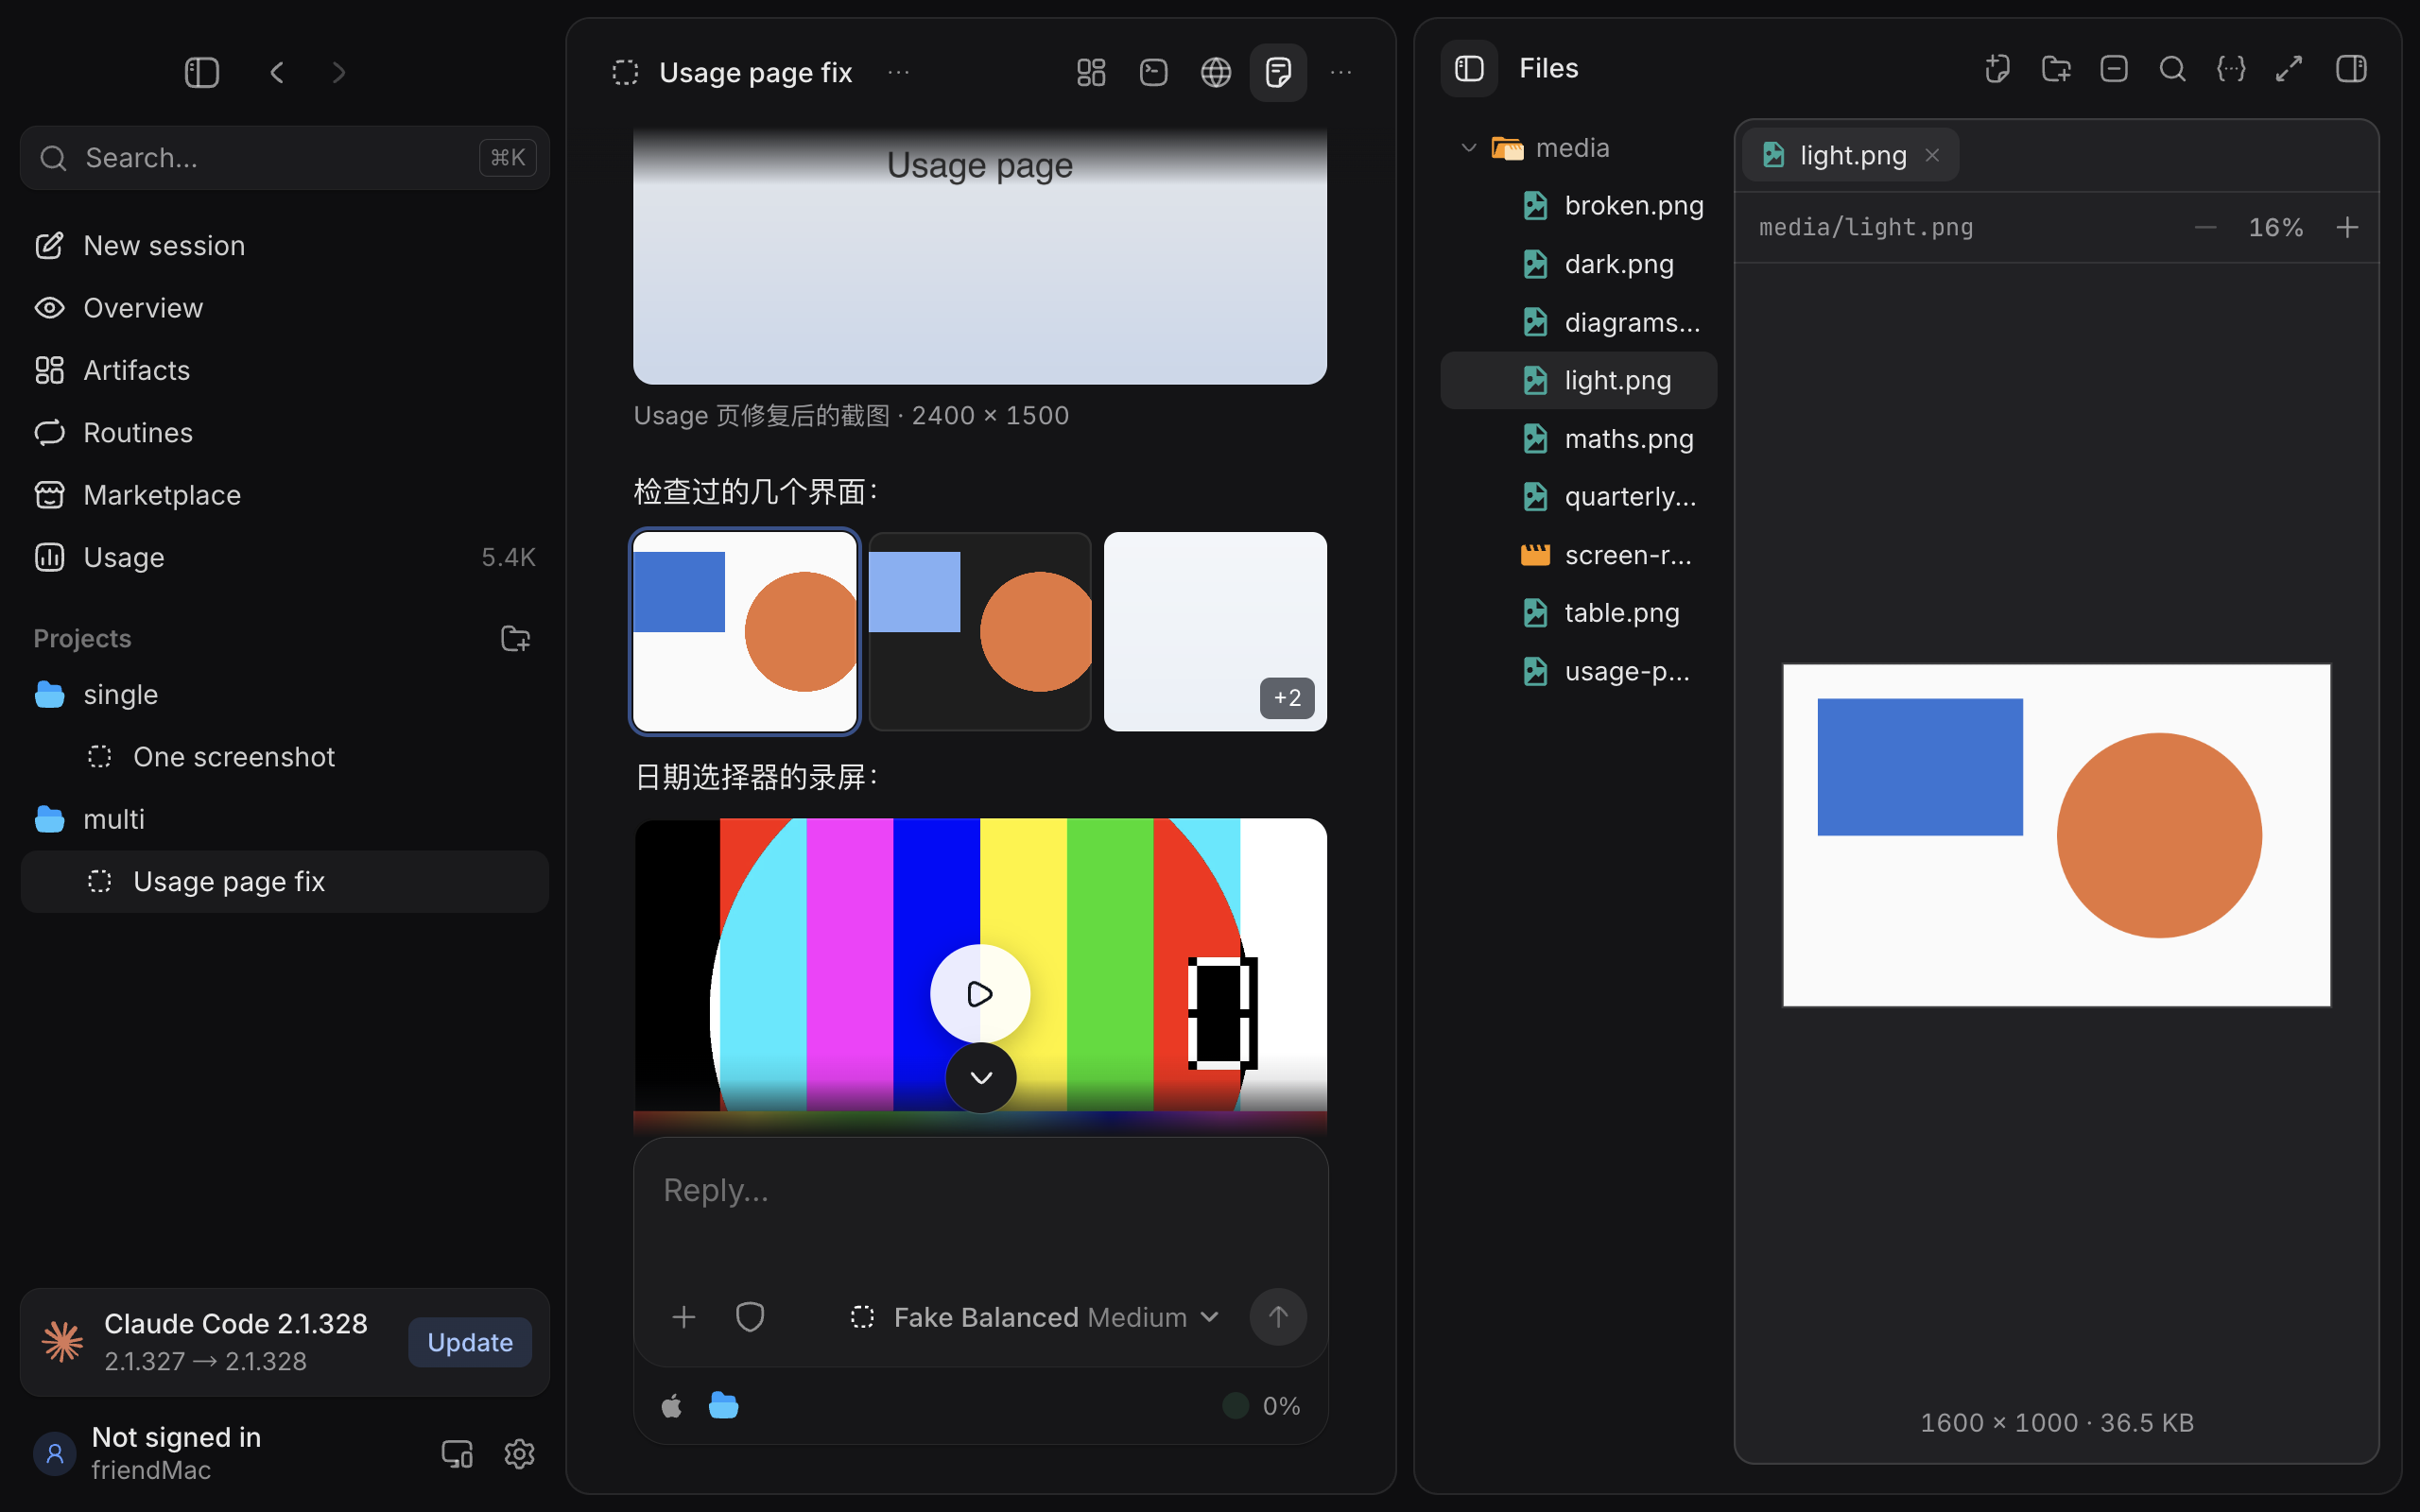 Search...
⌘K
New session
Overview
Artifacts
Routines
Marketplace
Usage
5.4K
Projects
single
One screenshot
multi
Usage page fix
Claude Code 2.1.328
2.1.327 → 2.1.328
Update
Not signed in
friendMac
Usage page fix
Usage page
Usage 页修复后的截图 · 2400 × 1500
检查过的几个界面：
+2
日期选择器的录屏：
Reply...
Fake Balanced Medium
0%
Files
media
broken.png
dark.png
diagrams...
light.png
maths.png
quarterly...
screen-r...
table.png
usage-p...
light.png
media/light.png
16%
1600 × 1000 · 36.5 KB